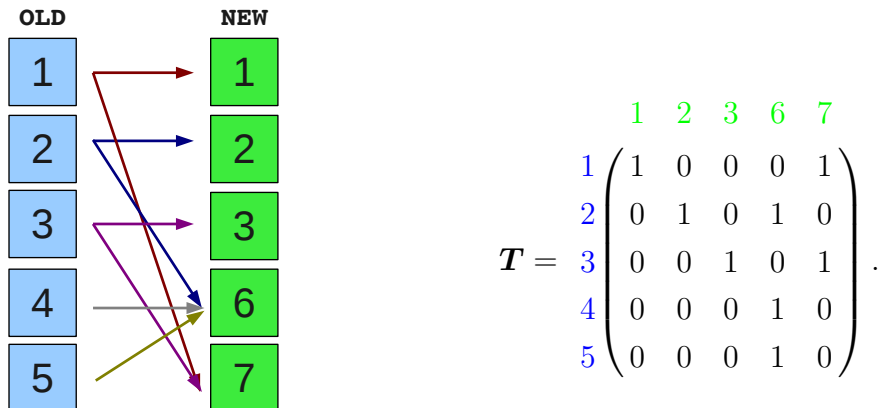 OLD NEW
1 1
2 2
3 3
4 6
5 7
1 2 3 6 7
1 1 0 0 0 1
2 0 1 0 1 0
T = 3 0 0 1 0 1 .
4 0 0 0 1 0
5 0 0 0 1 0